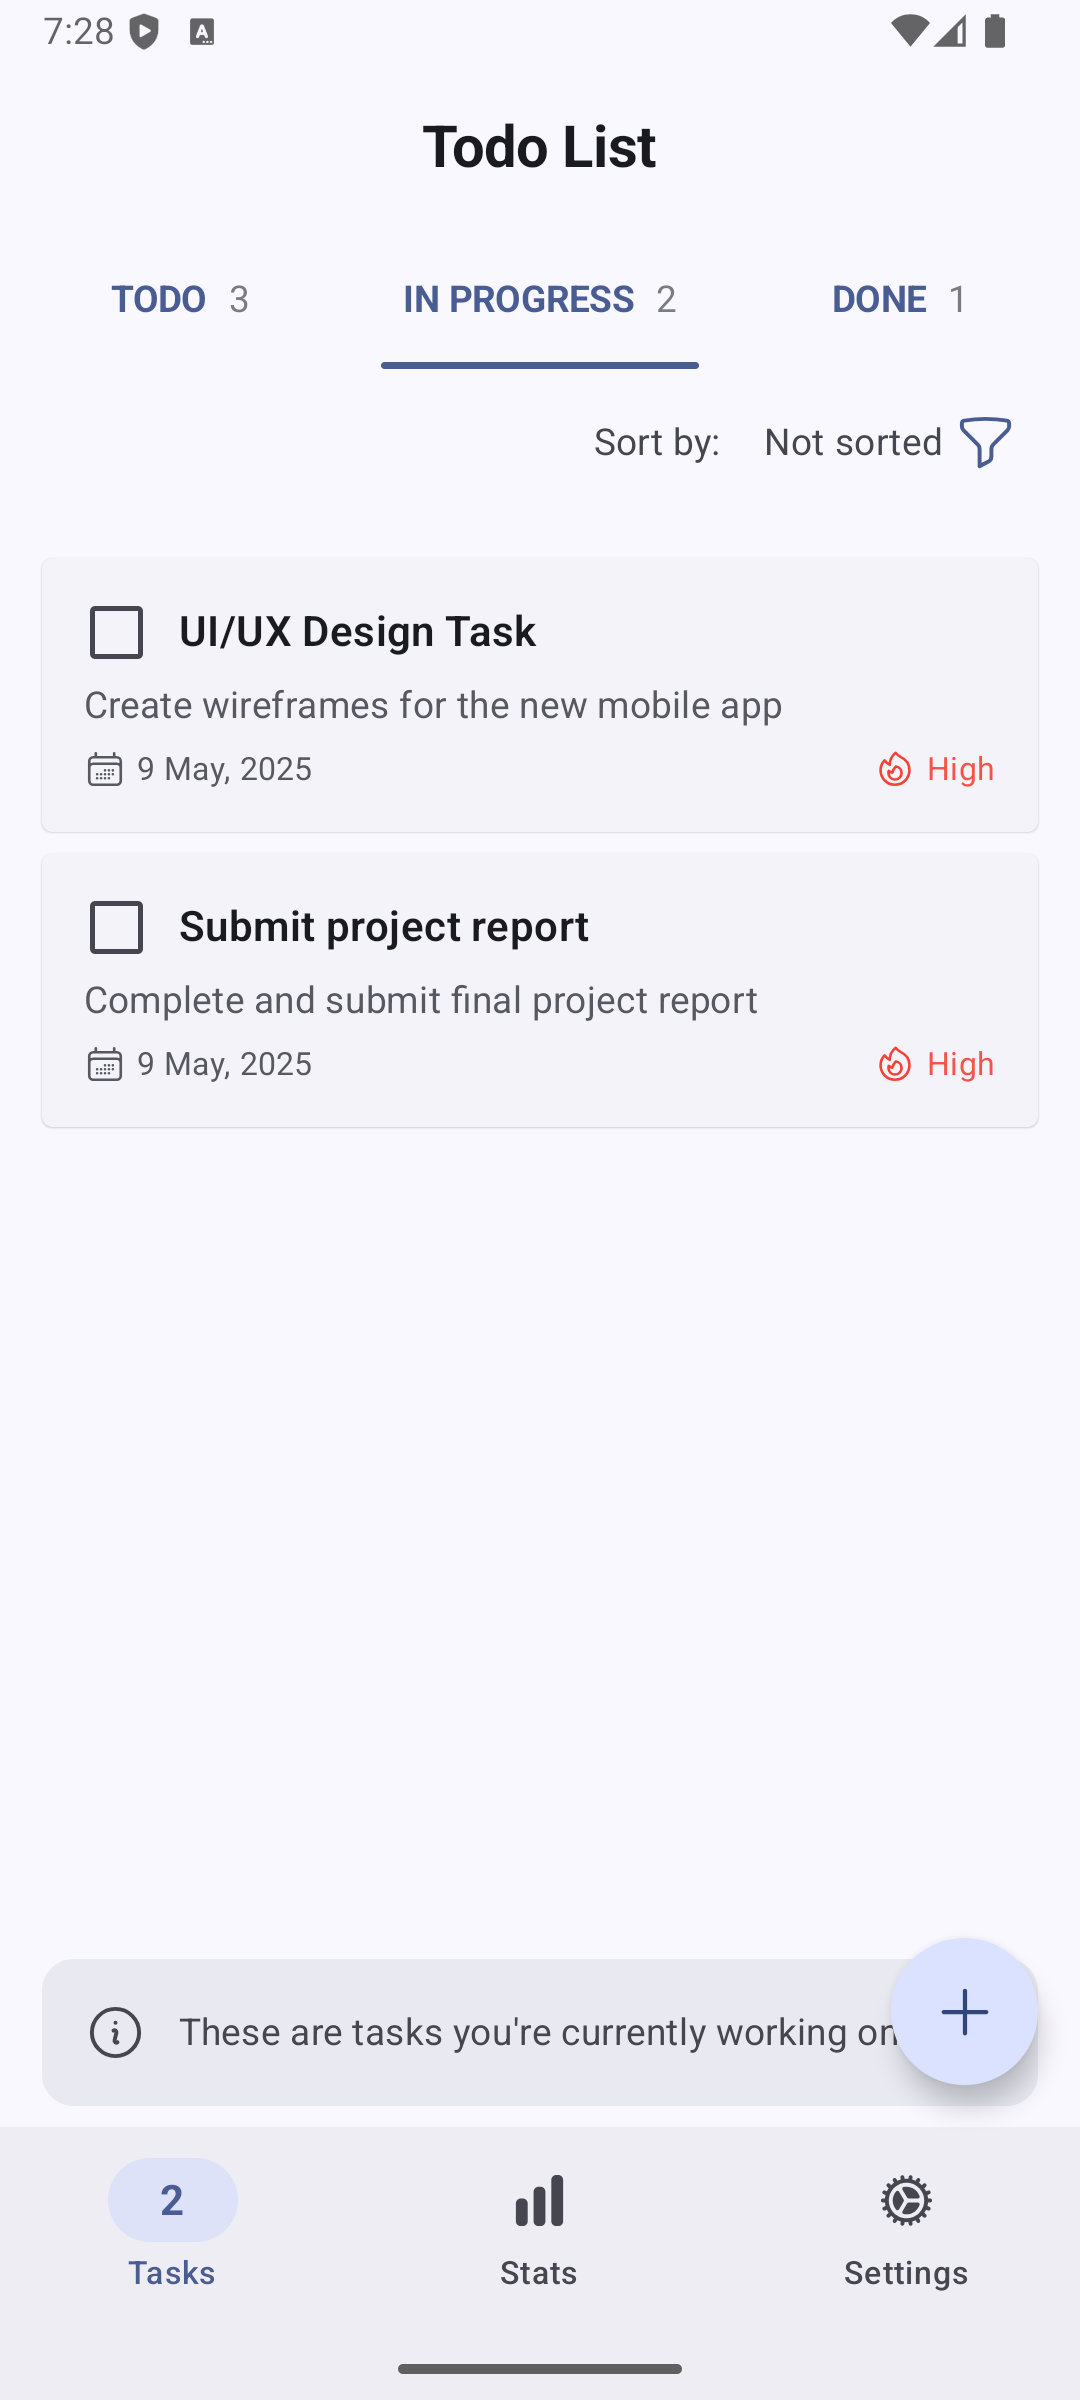 7:28
Todo List
TODO 3
IN PROGRESS 2
DONE 1
Sort by: Not sorted
UI/UX Design Task
Create wireframes for the new mobile app
9 May, 2025
High
Submit project report
Complete and submit final project report
9 May, 2025
High
These are tasks you're currently working on
2
Tasks
Stats
Settings